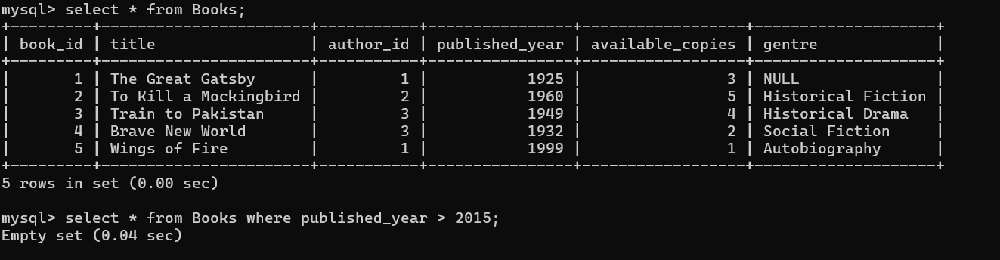 mysql> select * from Books;
+---------+-----------------------+-----------+----------------+------------------+--------------------+
| book_id | title                 | author_id | published_year | available_copies | gentre             |
+---------+-----------------------+-----------+----------------+------------------+--------------------+
|       1 | The Great Gatsby      |         1 |           1925 |                3 | NULL               |
|       2 | To Kill a Mockingbird |         2 |           1960 |                5 | Historical Fiction |
|       3 | Train to Pakistan     |         3 |           1949 |                4 | Historical Drama   |
|       4 | Brave New World       |         3 |           1932 |                2 | Social Fiction     |
|       5 | Wings of Fire         |         1 |           1999 |                1 | Autobiography      |
+---------+-----------------------+-----------+----------------+------------------+--------------------+
5 rows in set (0.00 sec)
mysql> select * from Books where published_year > 2015;
Empty set (0.04 sec)